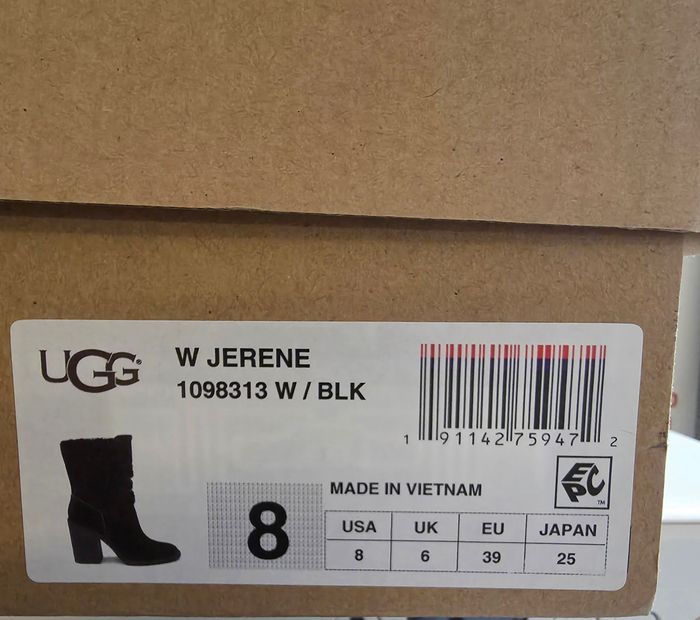 UGG®
W JERENE
1098313 W / BLK
1 91142 75947 2
8
MADE IN VIETNAM
EPC
TM
USA UK EU JAPAN
8 6 39 25